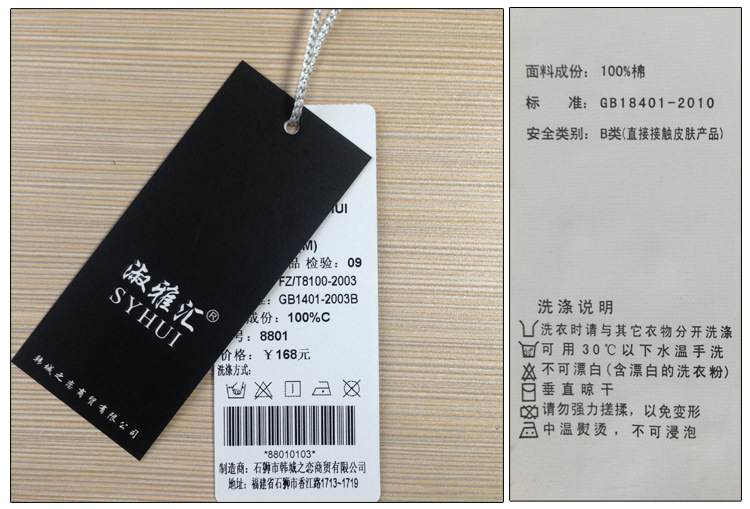 淑雅汇®
SYHUI
韩城之恋商贸有限公司
HUI
M)
品 检验: 09
FZ/T8100-2003
GB1401-2003B
成份: 100%C
号: 8801
价格: ￥168元
洗涤方式:
*88010103*
制造商: 石狮市韩城之恋商贸有限公司
地址: 福建省石狮市香江路1713~1719
面料成份: 100%棉
标 准: GB18401-2010
安全类别: B类(直接接触皮肤产品)
洗涤说明
洗衣时请与其它衣物分开洗涤
可用30℃以下水温手洗
不可漂白(含漂白的洗衣粉)
垂直晾干
请勿强力搓揉，以免变形
中温熨烫，不可浸泡